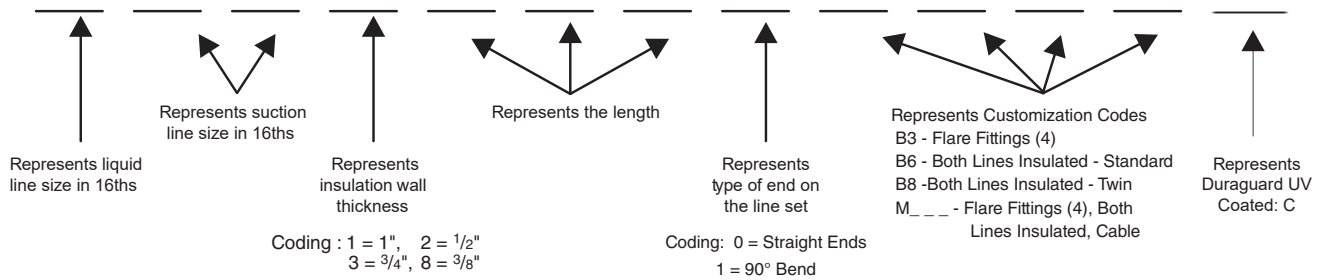 Represents liquid
line size in 16ths
Represents suction
line size in 16ths
Represents
insulation wall
thickness
Coding : 1 = 1", 2 = 1/2"
3 = 3/4", 8 = 3/8"
Represents the length
Represents
type of end on
the line set
Coding: 0 = Straight Ends
1 = 90° Bend
Represents Customization Codes
B3 - Flare Fittings (4)
B6 - Both Lines Insulated - Standard
B8 -Both Lines Insulated - Twin
M_ _ _ - Flare Fittings (4), Both
Lines Insulated, Cable
Represents
Duraguard UV
Coated: C